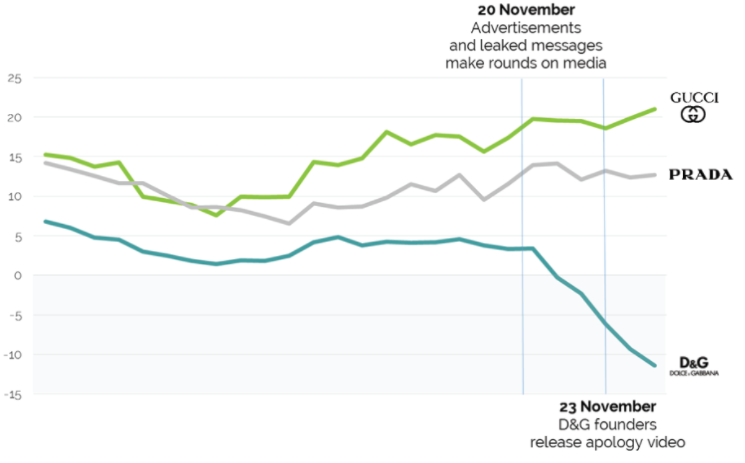 20 November
Advertisements
and leaked messages
make rounds on media
25
20
15
10
5
0
-5
-10
-15
GUCCI
PRADA
D&G
DOLCE & GABBANA
23 November
D&G founders
release apology video